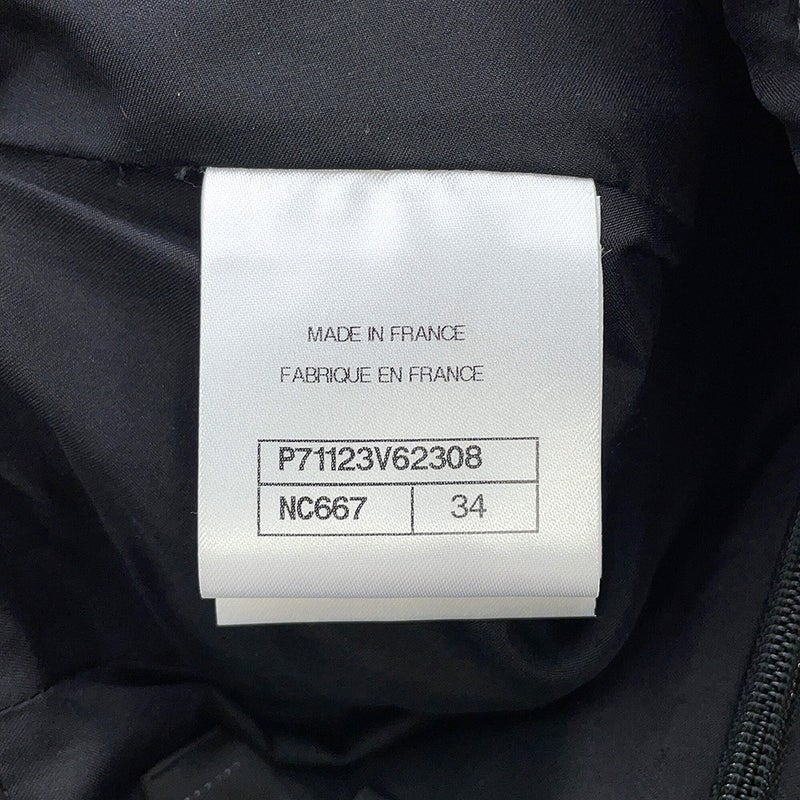 MADE IN FRANCE
FABRIQUE EN FRANCE
P71123V62308
NC667 34